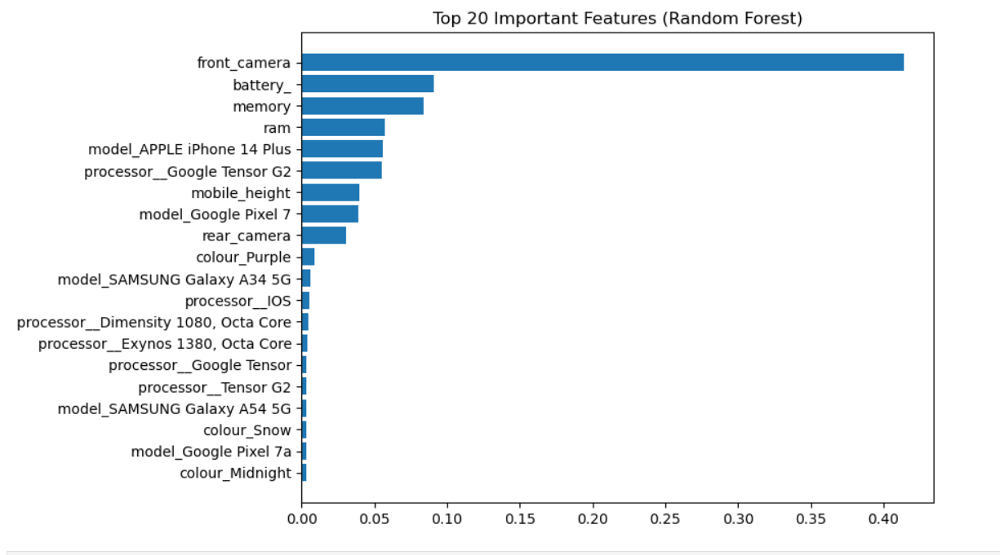 Top 20 Important Features (Random Forest)
front_camera
battery_
memory
ram
model_APPLE iPhone 14 Plus
processor__Google Tensor G2
mobile_height
model_Google Pixel 7
rear_camera
colour_Purple
model_SAMSUNG Galaxy A34 5G
processor__IOS
processor__Dimensity 1080, Octa Core
processor__Exynos 1380, Octa Core
processor__Google Tensor
processor__Tensor G2
model_SAMSUNG Galaxy A54 5G
colour_Snow
model_Google Pixel 7a
colour_Midnight
0.00 0.05 0.10 0.15 0.20 0.25 0.30 0.35 0.40